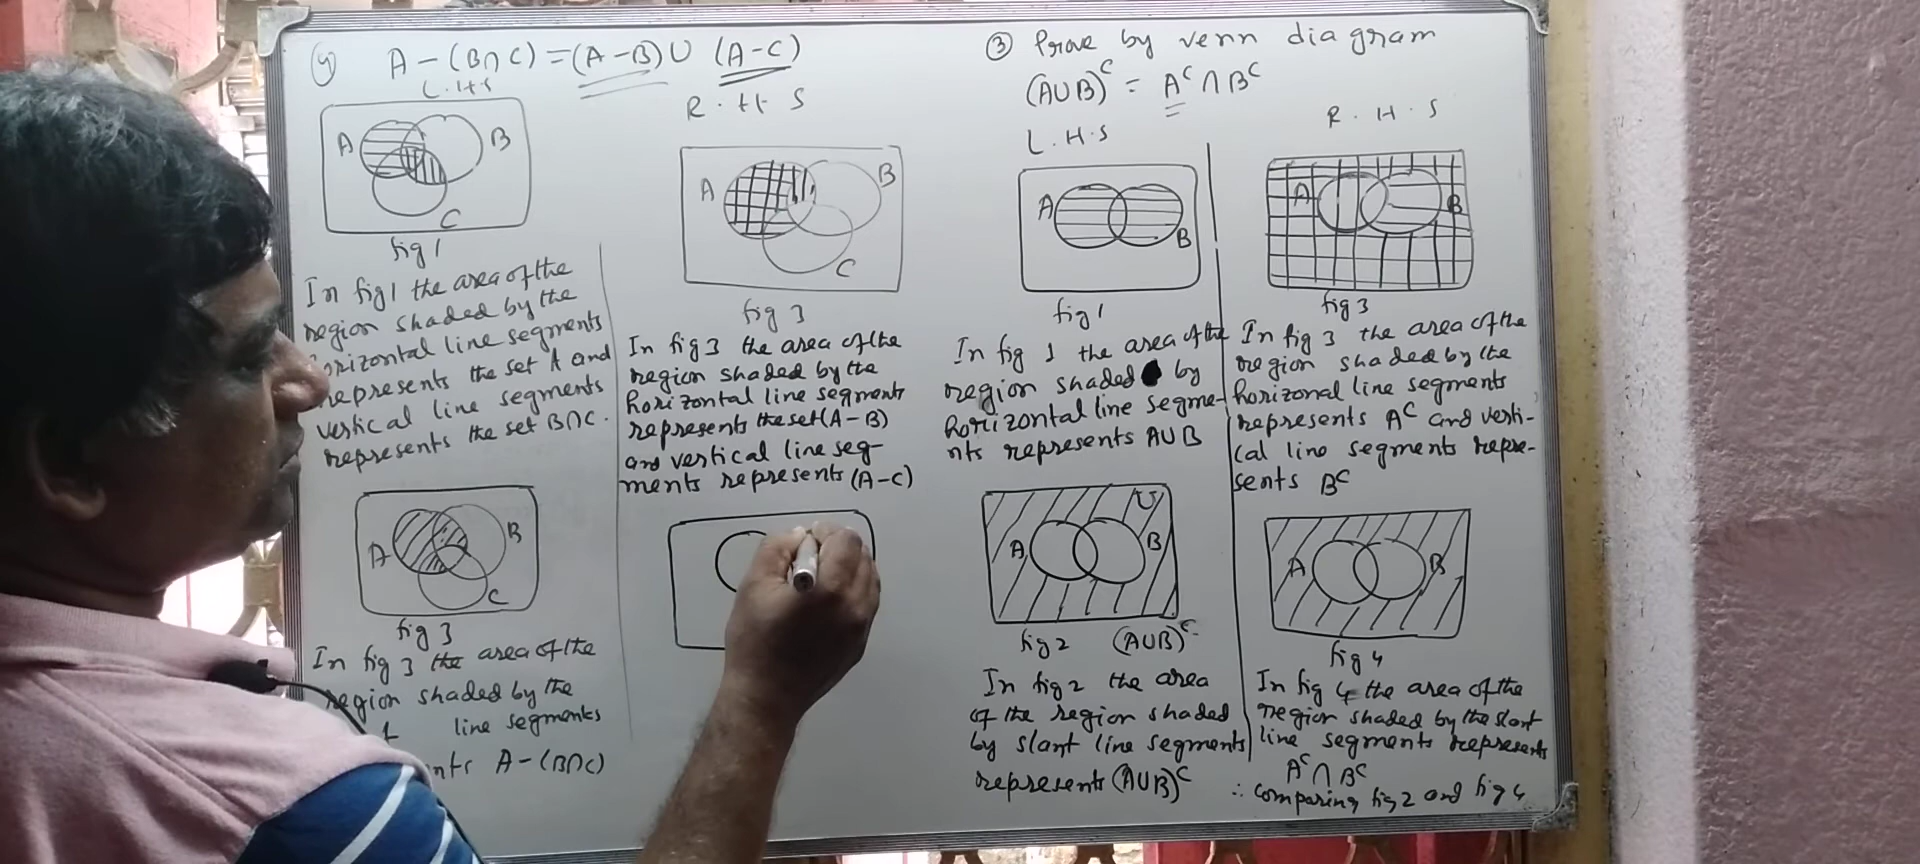 4) A - (B∩C) = (A-B) ∪ (A-C)
L.H.S
R.H.S
A
B
C
fig 1
In fig 1 the area of the
region shaded by the
horizontal line segments
represents the set A and
vertical line segments
represents the set B∩C.
A
B
C
fig 3
In fig 3 the area of the
region shaded by the
line segments
A-(B∩C)
A
B
C
fig 3
In fig 3 the area of the
region shaded by the
horizontal line segments
represents the set (A-B)
and vertical line seg-
ments represents (A-C)
③ Prove by venn diagram
(A∪B)ᶜ = Aᶜ ∩ Bᶜ
L.H.S
A
B
fig 1
In fig 1 the area of the
region shaded by
horizontal line segme-
nts represents A∪B
U
A
B
fig 2 (A∪B)ᶜ
In fig 2 the area
of the region shaded
by slant line segments
represents (A∪B)ᶜ
R.H.S
A
B
fig 3
In fig 3 the area of the
region shaded by the
horizonal line segments
represents Aᶜ and verti-
cal line segments repre-
sents Bᶜ
A
B
fig 4
In fig 4 the area of the
region shaded by the slant
line segments represents
Aᶜ∩Bᶜ
∴ comparing fig 2 and fig 4